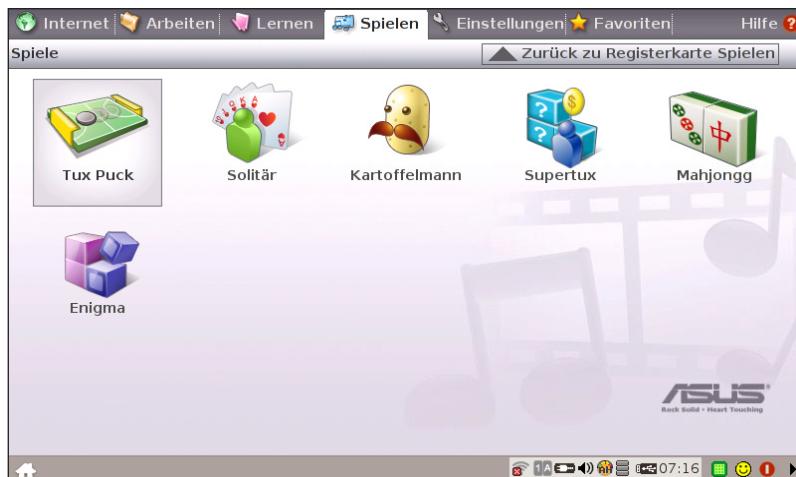 Internet Arbeiten Lernen Spielen Einstellungen Favoriten Hilfe ?
Spiele Zurück zu Registerkarte Spielen
Tux Puck Solitär Kartoffelmann Supertux Mahjongg
Enigma
ASUS
Rock Solid • Heart Touching
1 A 07:16